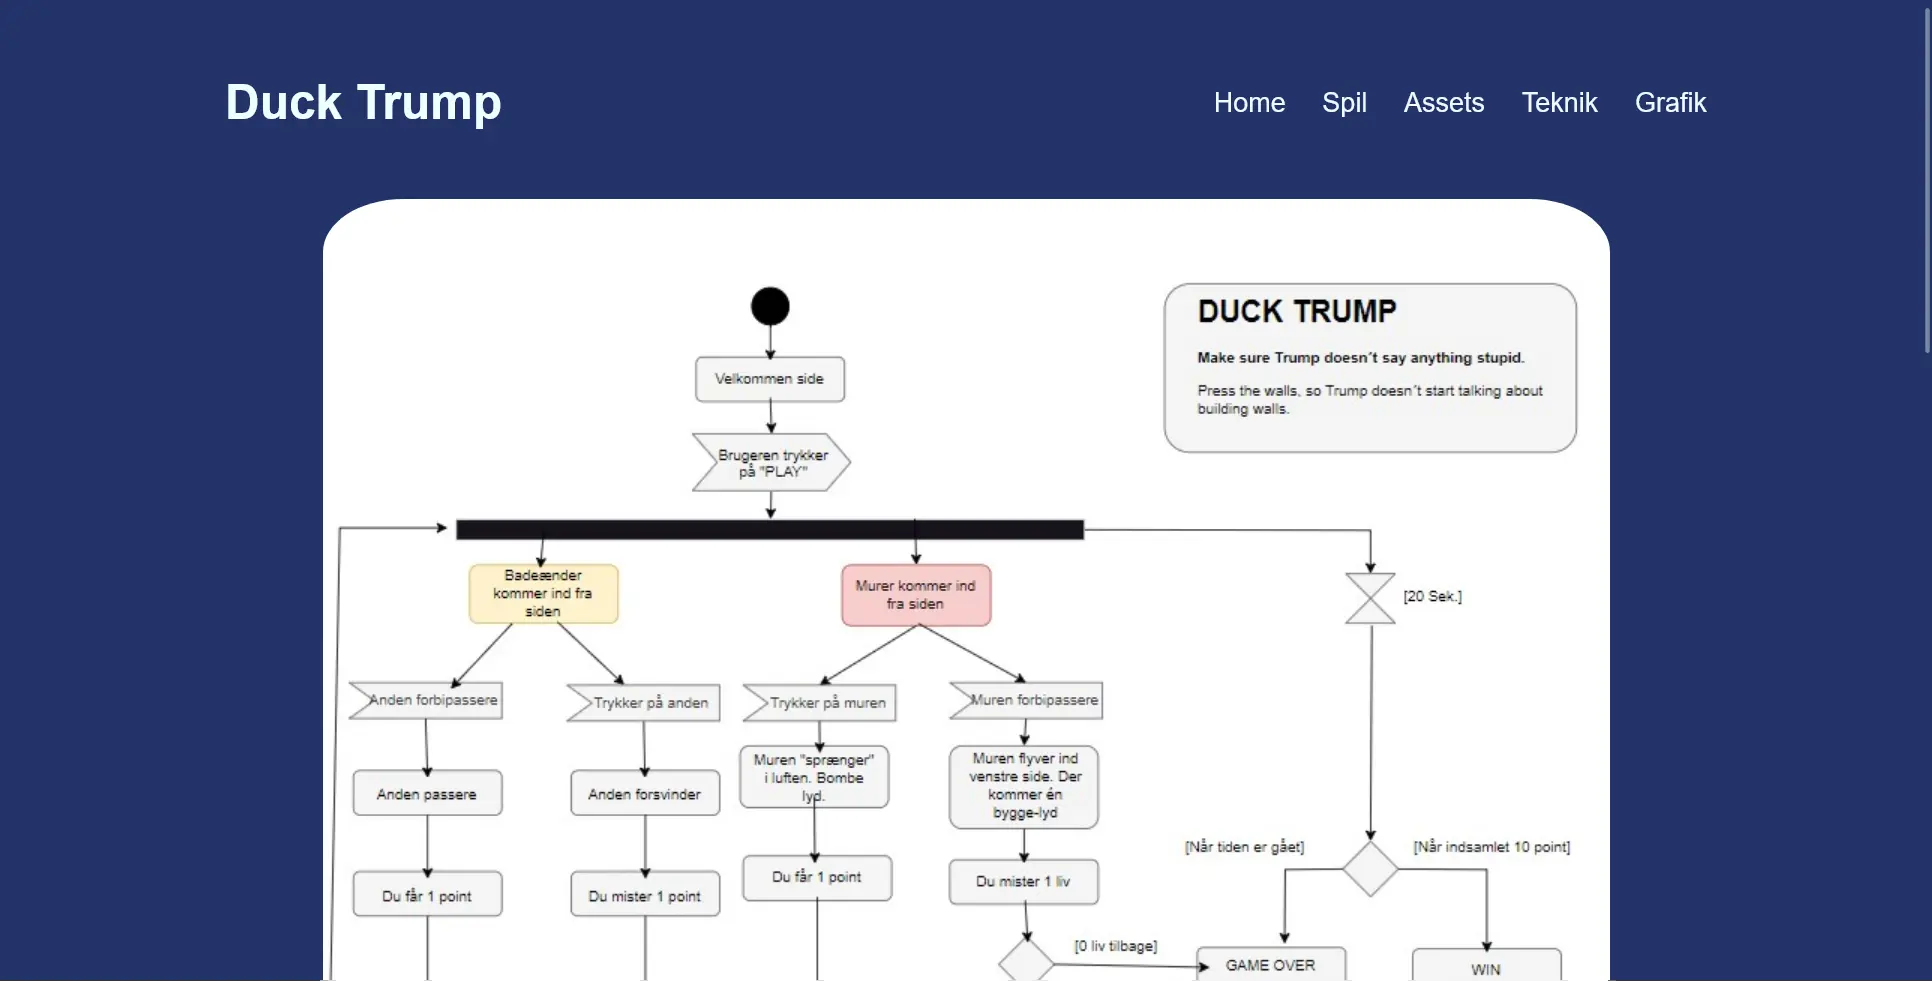 Duck Trump
Home
Spil
Assets
Teknik
Grafik
DUCK TRUMP
Make sure Trump doesn´t say anything stupid.
Press the walls, so Trump doesn´t start talking about
building walls.
Velkommen side
Brugeren trykker
på "PLAY"
Badeænder
kommer ind fra
siden
Murer kommer ind
fra siden
[20 Sek.]
Anden forbipassere
Trykker på anden
Trykker på muren
Muren forbipassere
Anden passere
Anden forsvinder
Muren "sprænger"
i luften. Bombe
lyd.
Muren flyver ind
venstre side. Der
kommer én
bygge-lyd
[Når tiden er gået]
[Når indsamlet 10 point]
Du får 1 point
Du mister 1 point
Du får 1 point
Du mister 1 liv
[0 liv tilbage]
GAME OVER
WIN